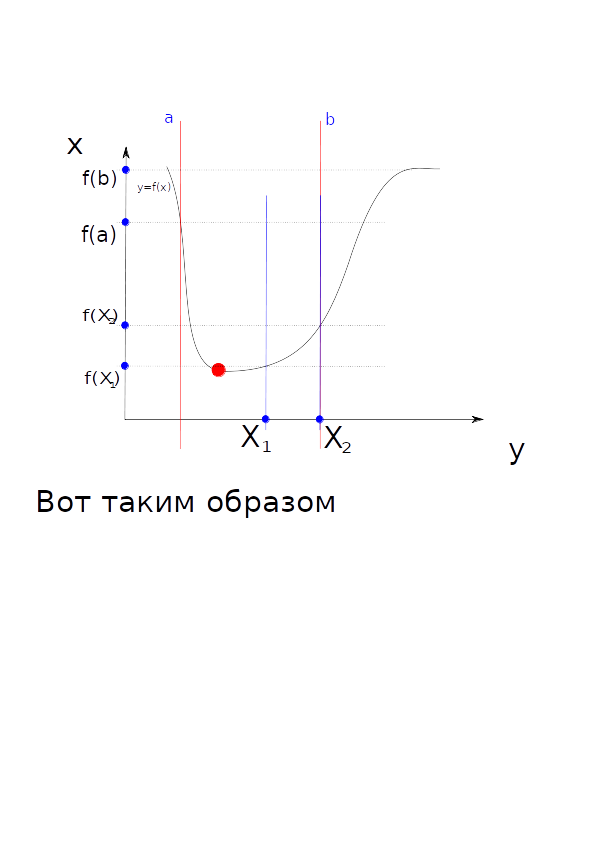 a
b
x
f(b)
y=f(x)
f(a)
f(X2)
f(X1)
X1
X2
y
Вот таким образом